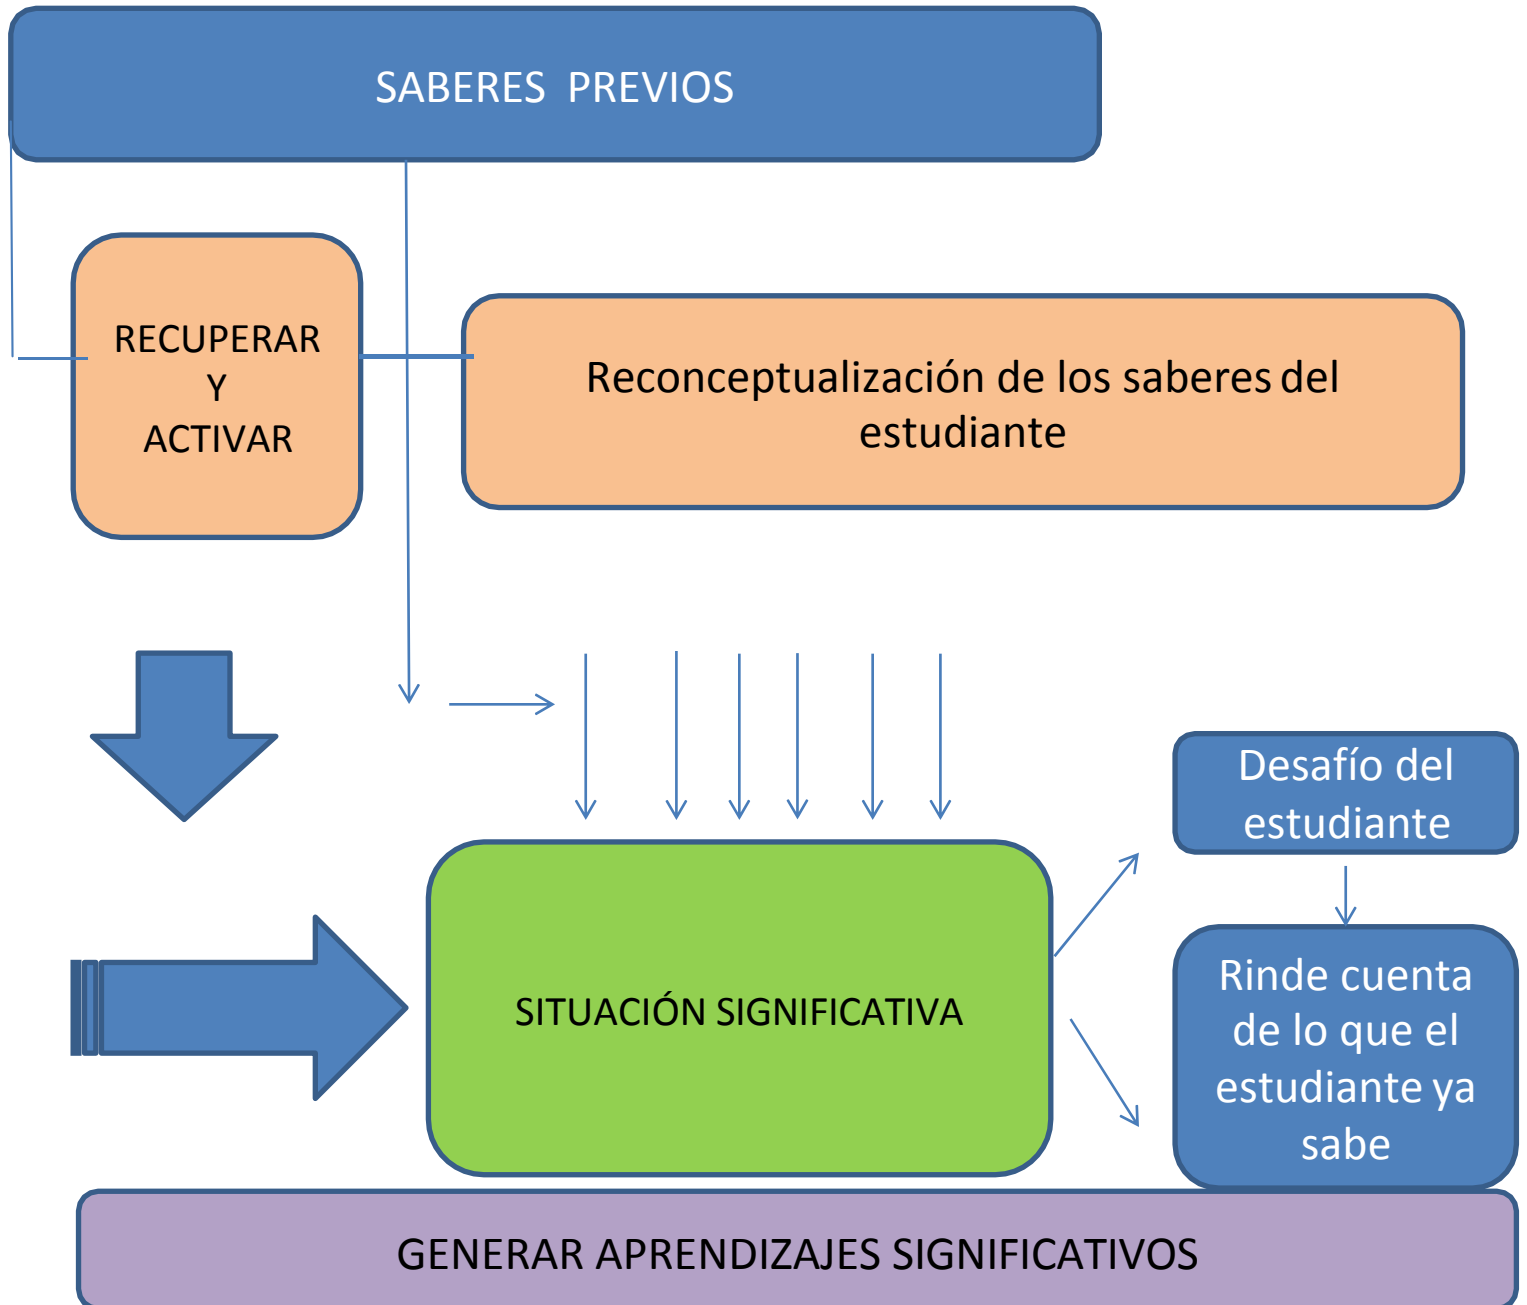 SABERES PREVIOS
RECUPERAR
Y
ACTIVAR
Reconceptualización de los saberes del
estudiante
Desafío del
estudiante
SITUACIÓN SIGNIFICATIVA
Rinde cuenta
de lo que el
estudiante ya
sabe
GENERAR APRENDIZAJES SIGNIFICATIVOS